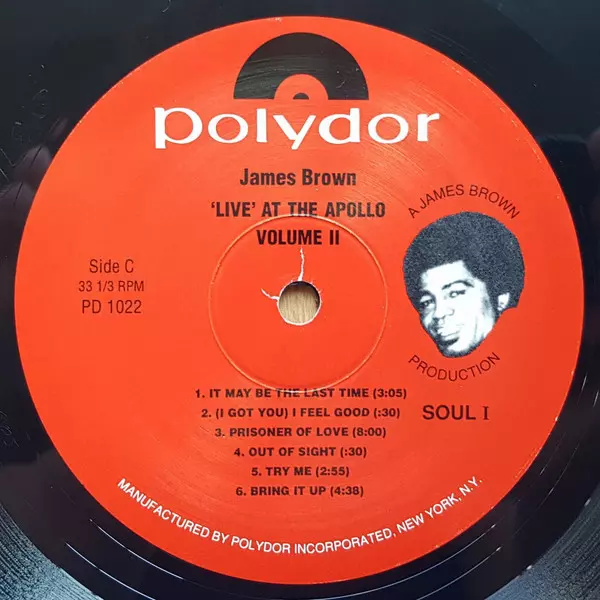 polydor
James Brown
'LIVE' AT THE APOLLO
VOLUME II
Side C
33 1/3 RPM
PD 1022
A JAMES BROWN
PRODUCTION
1. IT MAY BE THE LAST TIME (3:05)
2. (I GOT YOU) I FEEL GOOD (:30)
3. PRISONER OF LOVE (8:00)
4. OUT OF SIGHT (:30)
5. TRY ME (2:55)
6. BRING IT UP (4:38)
SOUL I
MANUFACTURED BY POLYDOR INCORPORATED, NEW YORK, N.Y.